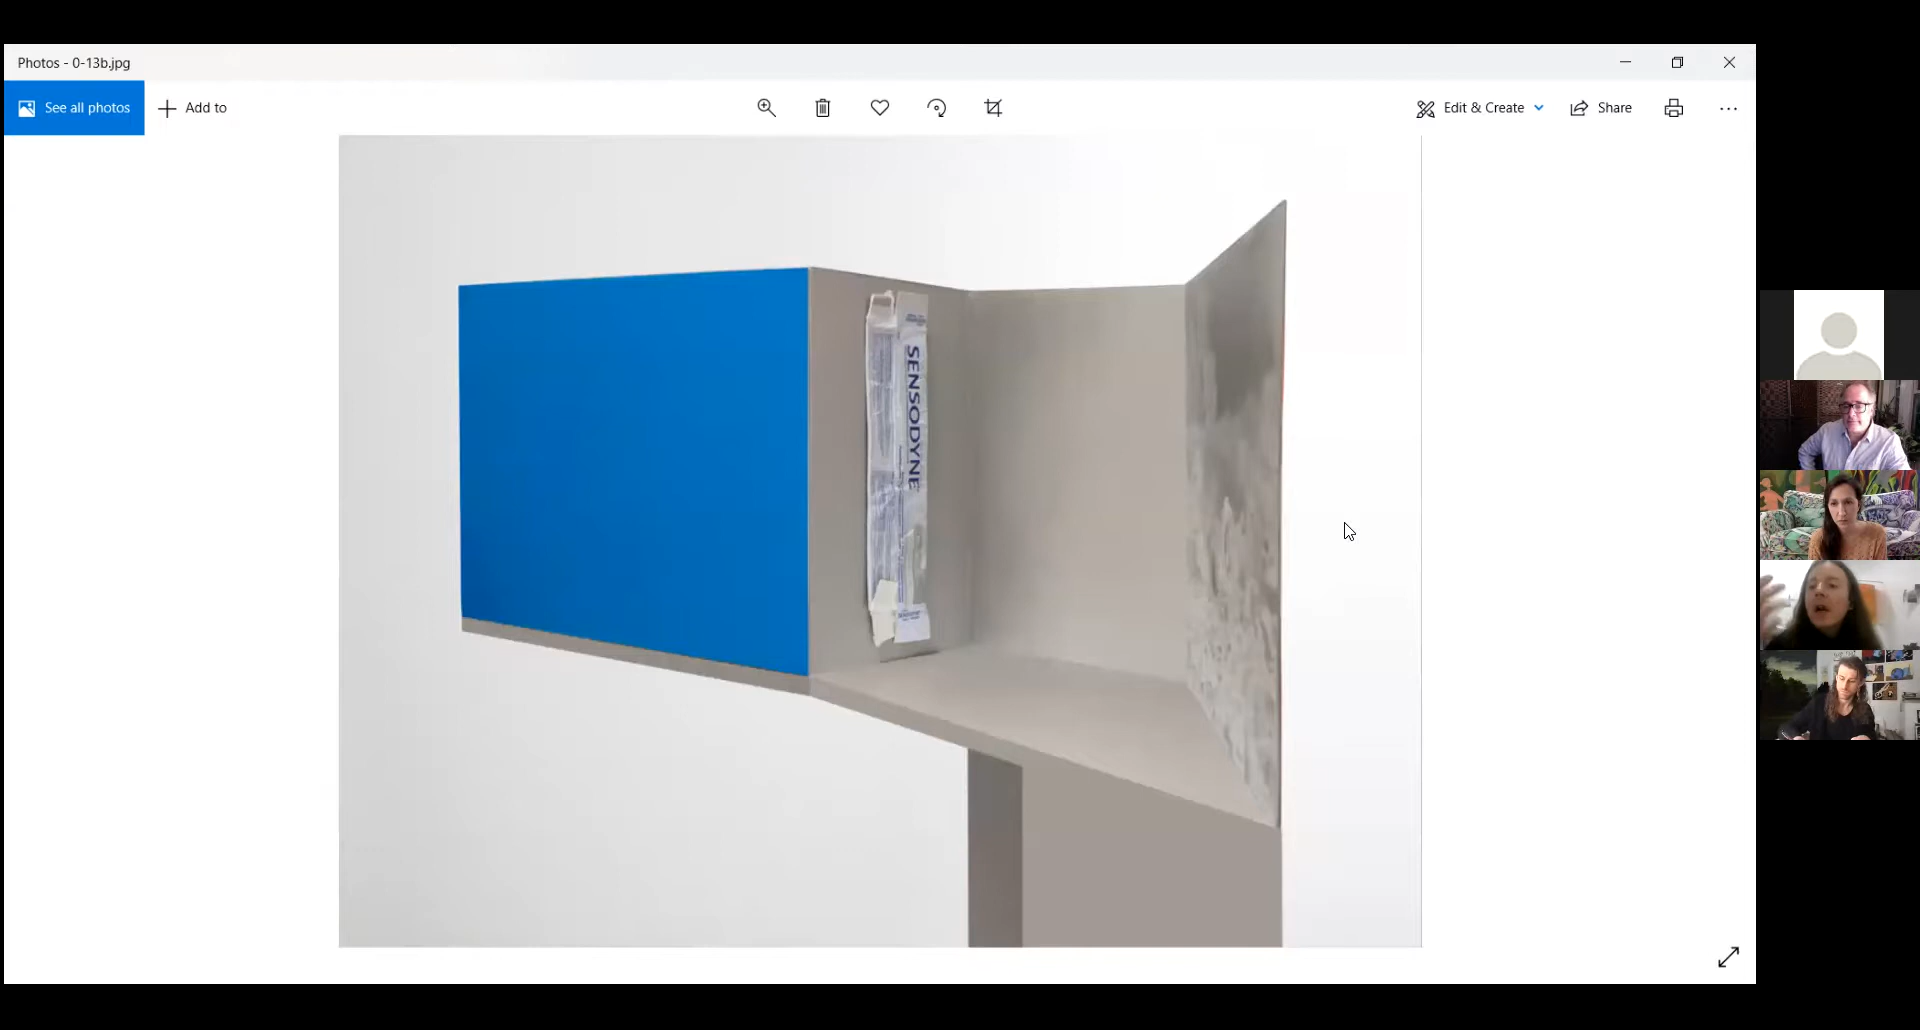 Photos - 0-13b.jpg
See all photos
Add to
Edit & Create
Share
SENSODYNE